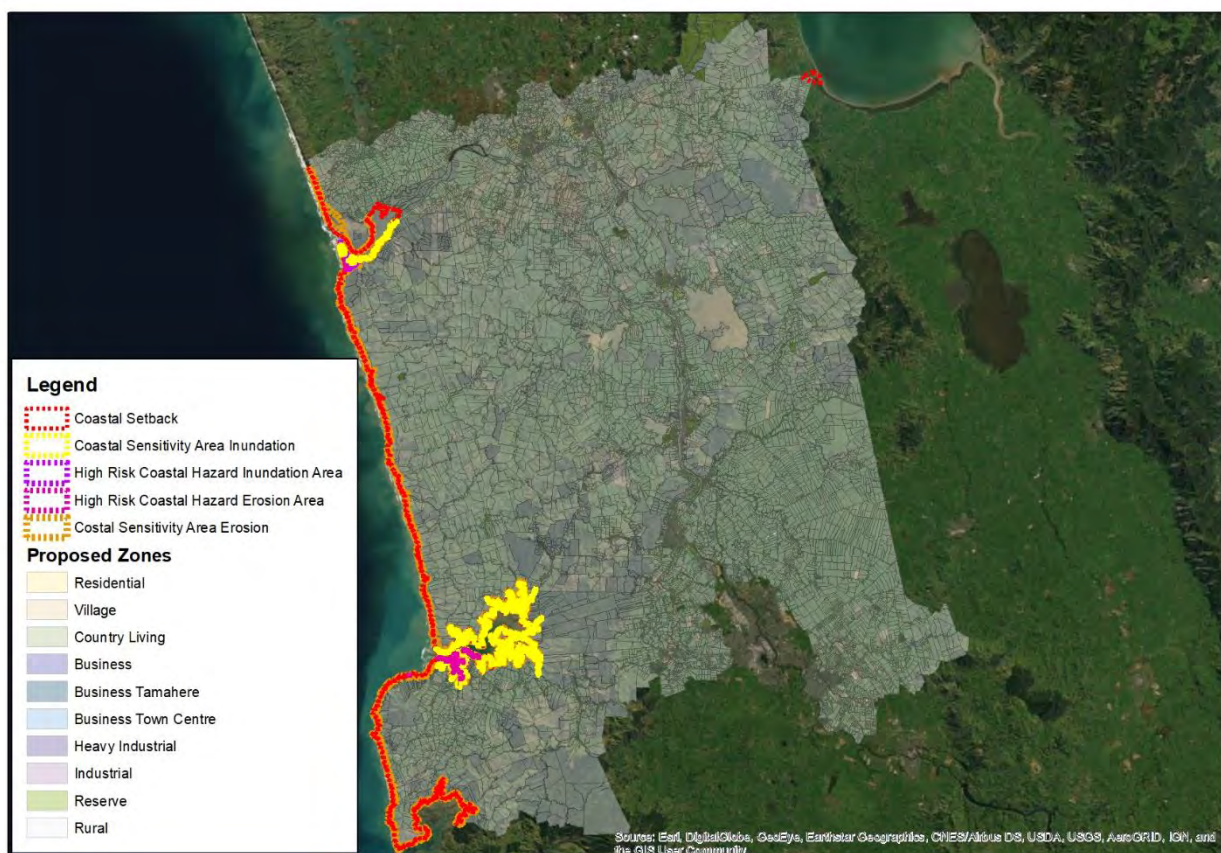 Legend
Coastal Setback
Coastal Sensitivity Area Inundation
High Risk Coastal Hazard Inundation Area
High Risk Coastal Hazard Erosion Area
Costal Sensitivity Area Erosion
Proposed Zones
Residential
Village
Country Living
Business
Business Tamahere
Business Town Centre
Heavy Industrial
Industrial
Reserve
Rural
Source: Esri, DigitalGlobe, GeoEye, Earthstar Geographics, CNES/Airbus DS, USDA, USGS, AeroGRID, IGN, and
the GIS User Community